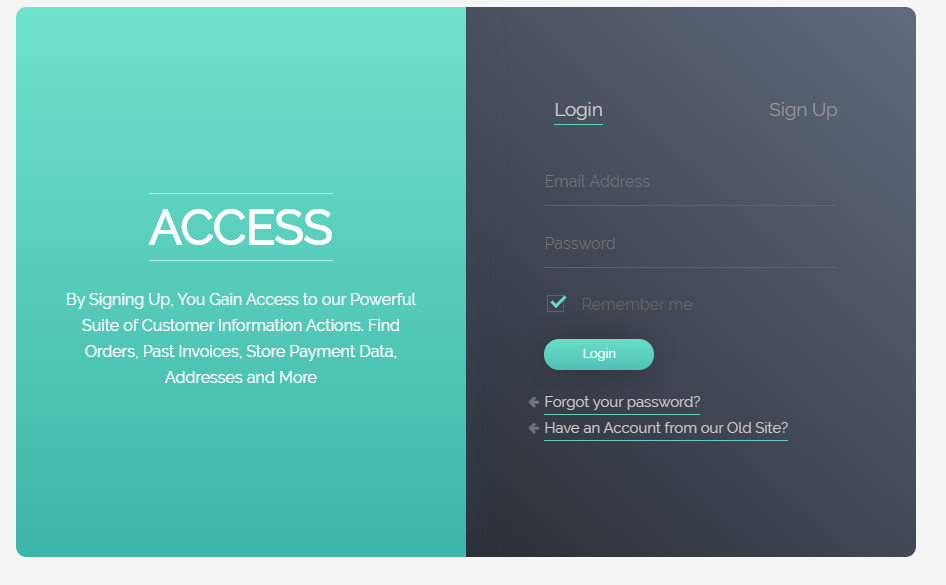 ACCESS
By Signing Up, You Gain Access to our Powerful
Suite of Customer Information Actions. Find
Orders, Past Invoices, Store Payment Data,
Addresses and More
Login
Sign Up
Email Address
Password
Remember me
Login
Forgot your password?
Have an Account from our Old Site?